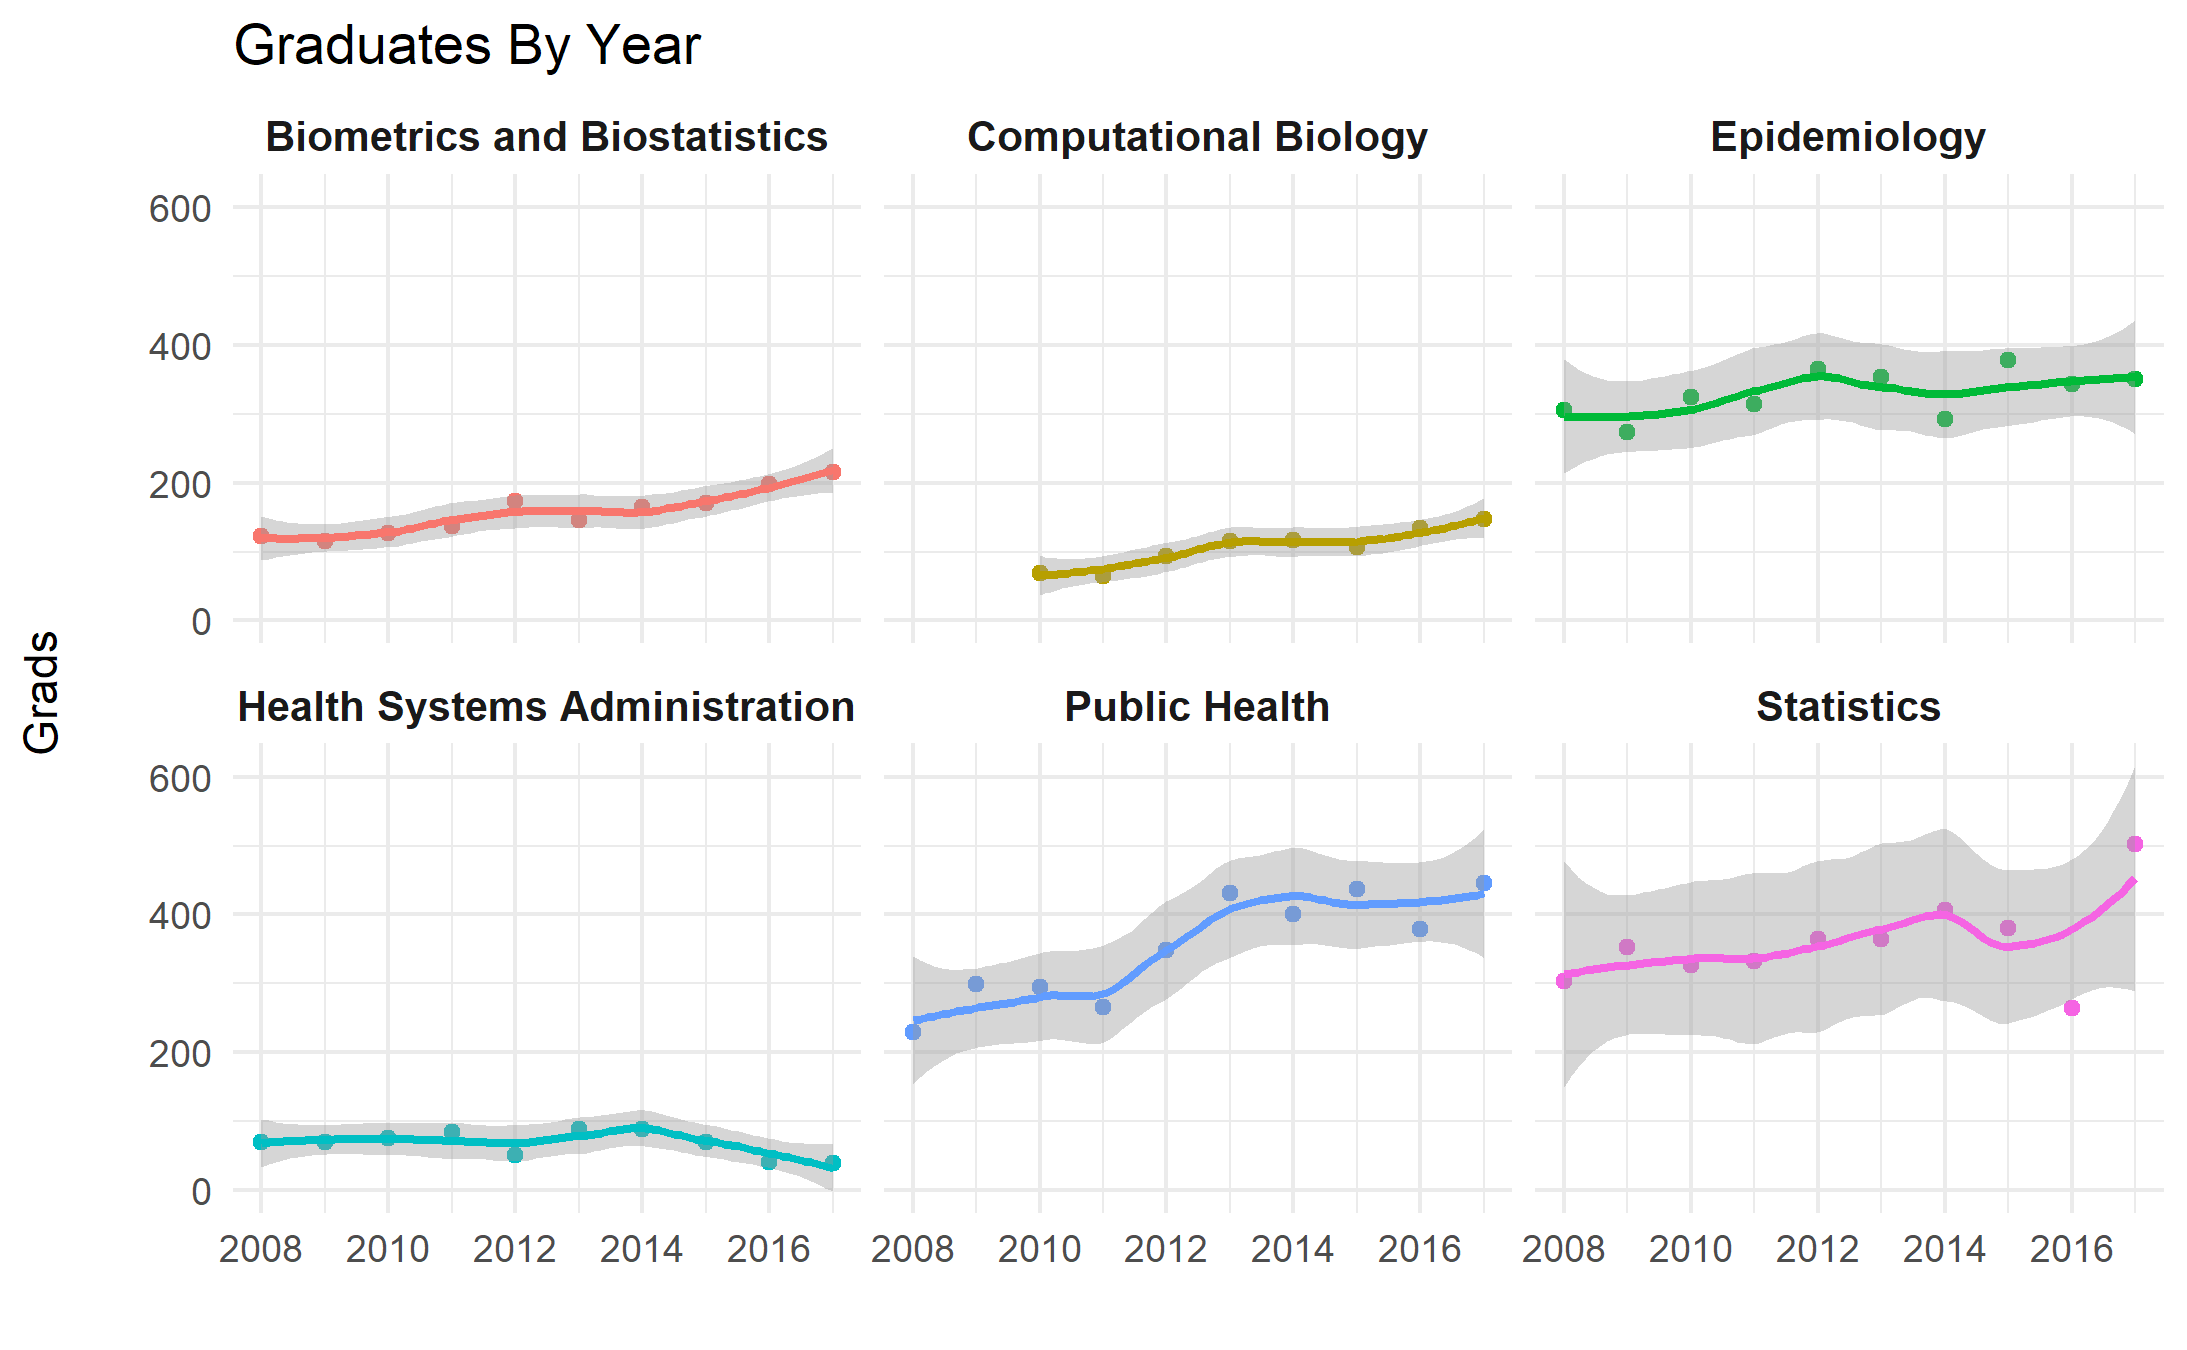 Graduates By Year
Biometrics and Biostatistics
Computational Biology
Epidemiology
600
400
200
0
Grads
Health Systems Administration
Public Health
Statistics
600
400
200
0
2008 2010 2012 2014 2016
2008 2010 2012 2014 2016
2008 2010 2012 2014 2016